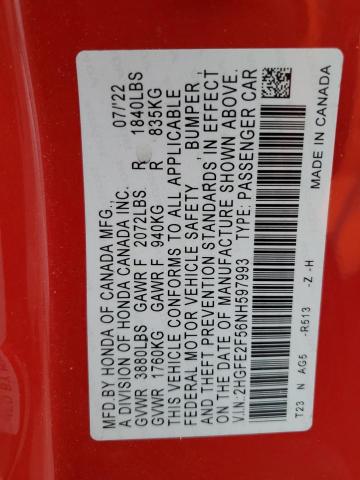 MFD BY HONDA OF CANADA MFG., 07/'22
A DIVISION OF HONDA CANADA INC.
GVWR 3880LBS GAWR F 2072LBS R 1840LBS
GVWR 1760KG GAWR F 940KG R 835KG
THIS VEHICLE CONFORMS TO ALL APPLICABLE
FEDERAL MOTOR VEHICLE SAFETY , BUMPER ,
AND THEFT PREVENTION STANDARDS IN EFFECT
ON THE DATE OF MANUFACTURE SHOWN ABOVE.
V.I.N:2HGFE2F56NH597993 TYPE: PASSENGER CAR
T23 N AG5 -R513 -Z -H MADE IN CANADA